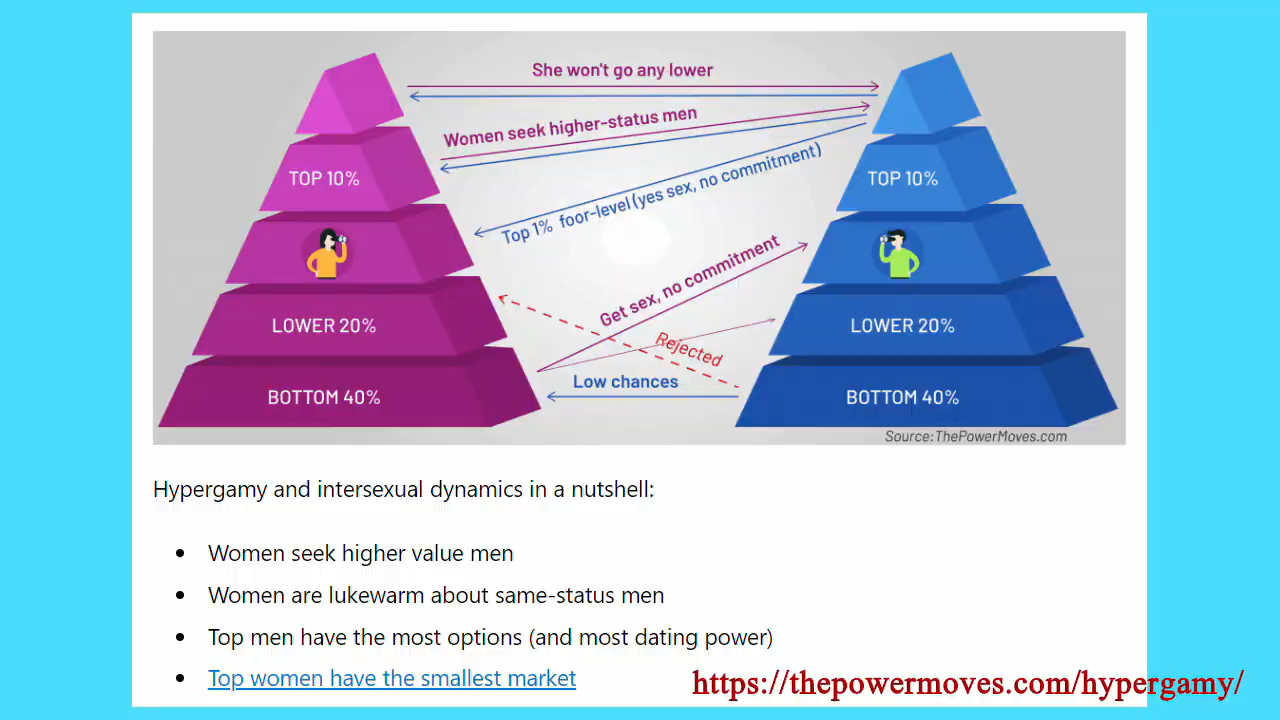 She won't go any lower
Women seek higher-status men
TOP 10%
TOP 10%
Top 1% foor-level (yes sex, no commitment)
Get sex, no commitment
LOWER 20%
LOWER 20%
Rejected
Low chances
BOTTOM 40%
BOTTOM 40%
Source:ThePowerMoves.com
Hypergamy and intersexual dynamics in a nutshell:
• Women seek higher value men
• Women are lukewarm about same-status men
• Top men have the most options (and most dating power)
• Top women have the smallest market
https://thepowermoves.com/hypergamy/